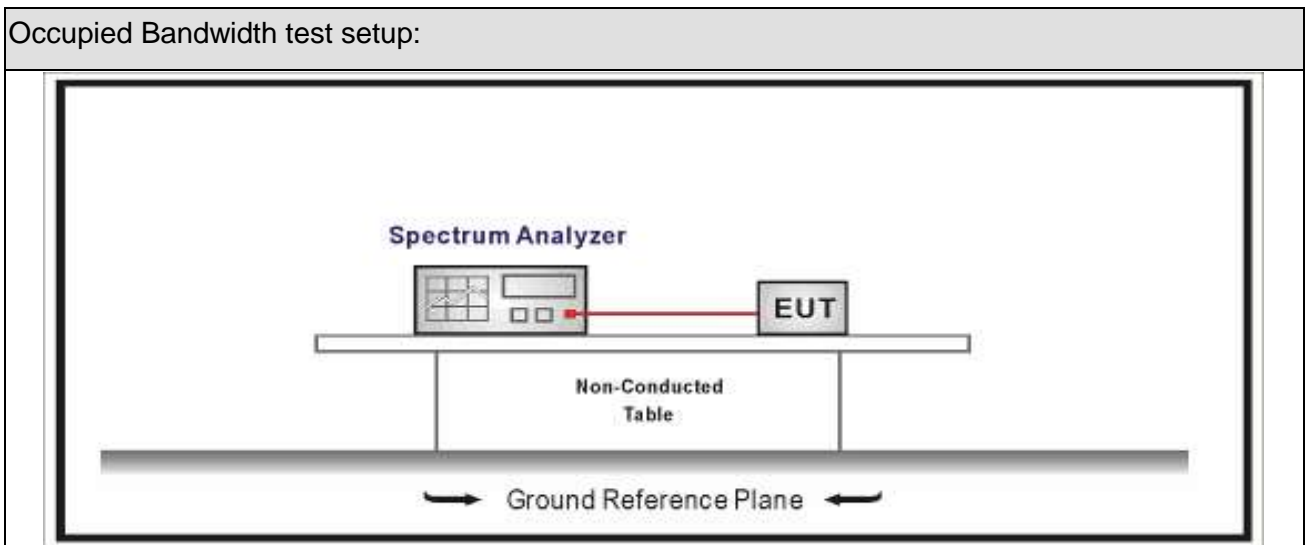 Occupied Bandwidth test setup:
Spectrum Analyzer
EUT
Non-Conducted
Table
Ground Reference Plane